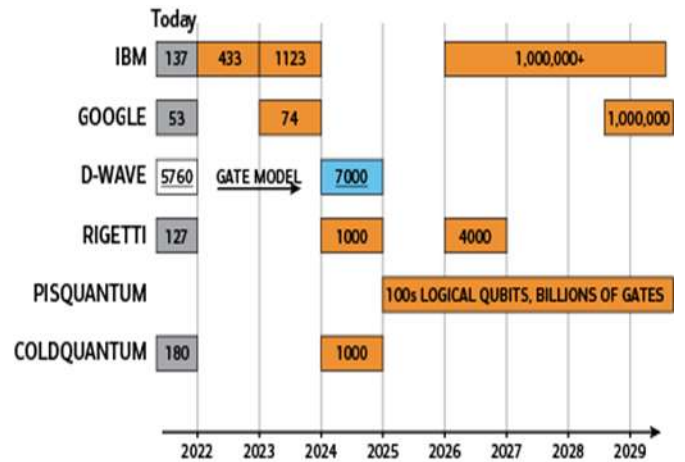 Today
IBM 137 433 1123 1,000,000+
GOOGLE 53 74 1,000,000
D-WAVE 5760 GATE MODEL 7000
RIGETTI 127 1000 4000
PISQUANTUM 100s LOGICAL QUBITS, BILLIONS OF GATES
COLDQUANTUM 180 1000
2022 2023 2024 2025 2026 2027 2028 2029